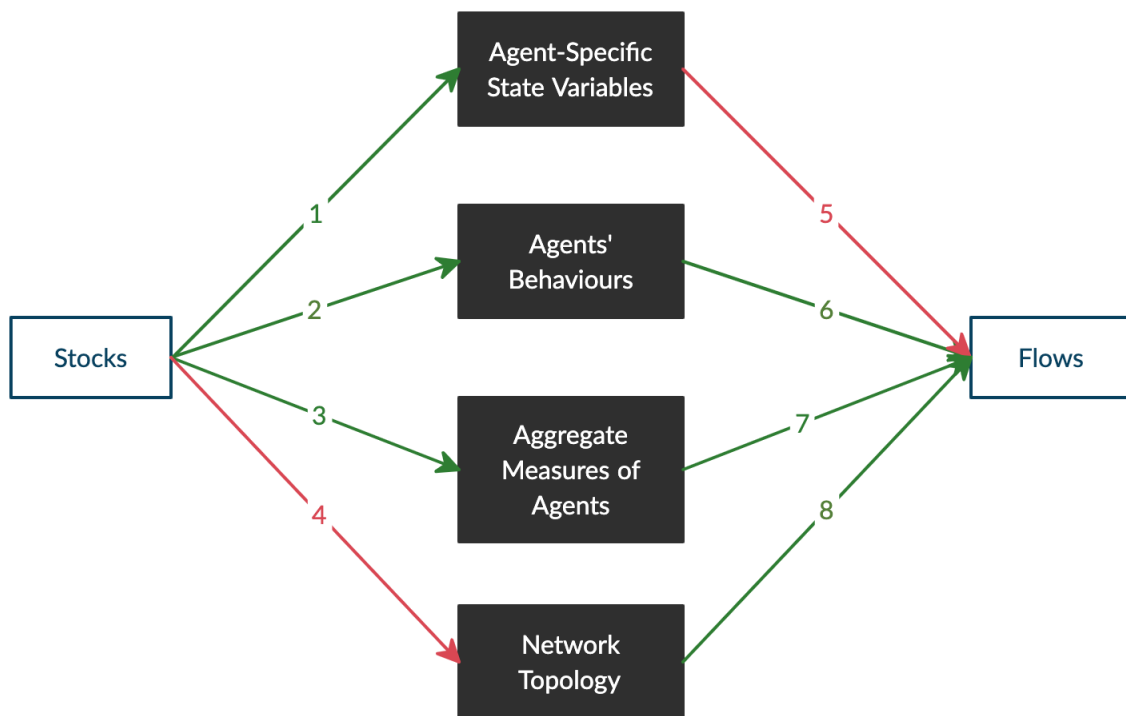 Agent-Specific
State Variables
1
5
Agents'
Behaviours
2
6
Stocks
Flows
3
7
Aggregate
Measures of
Agents
4
8
Network
Topology